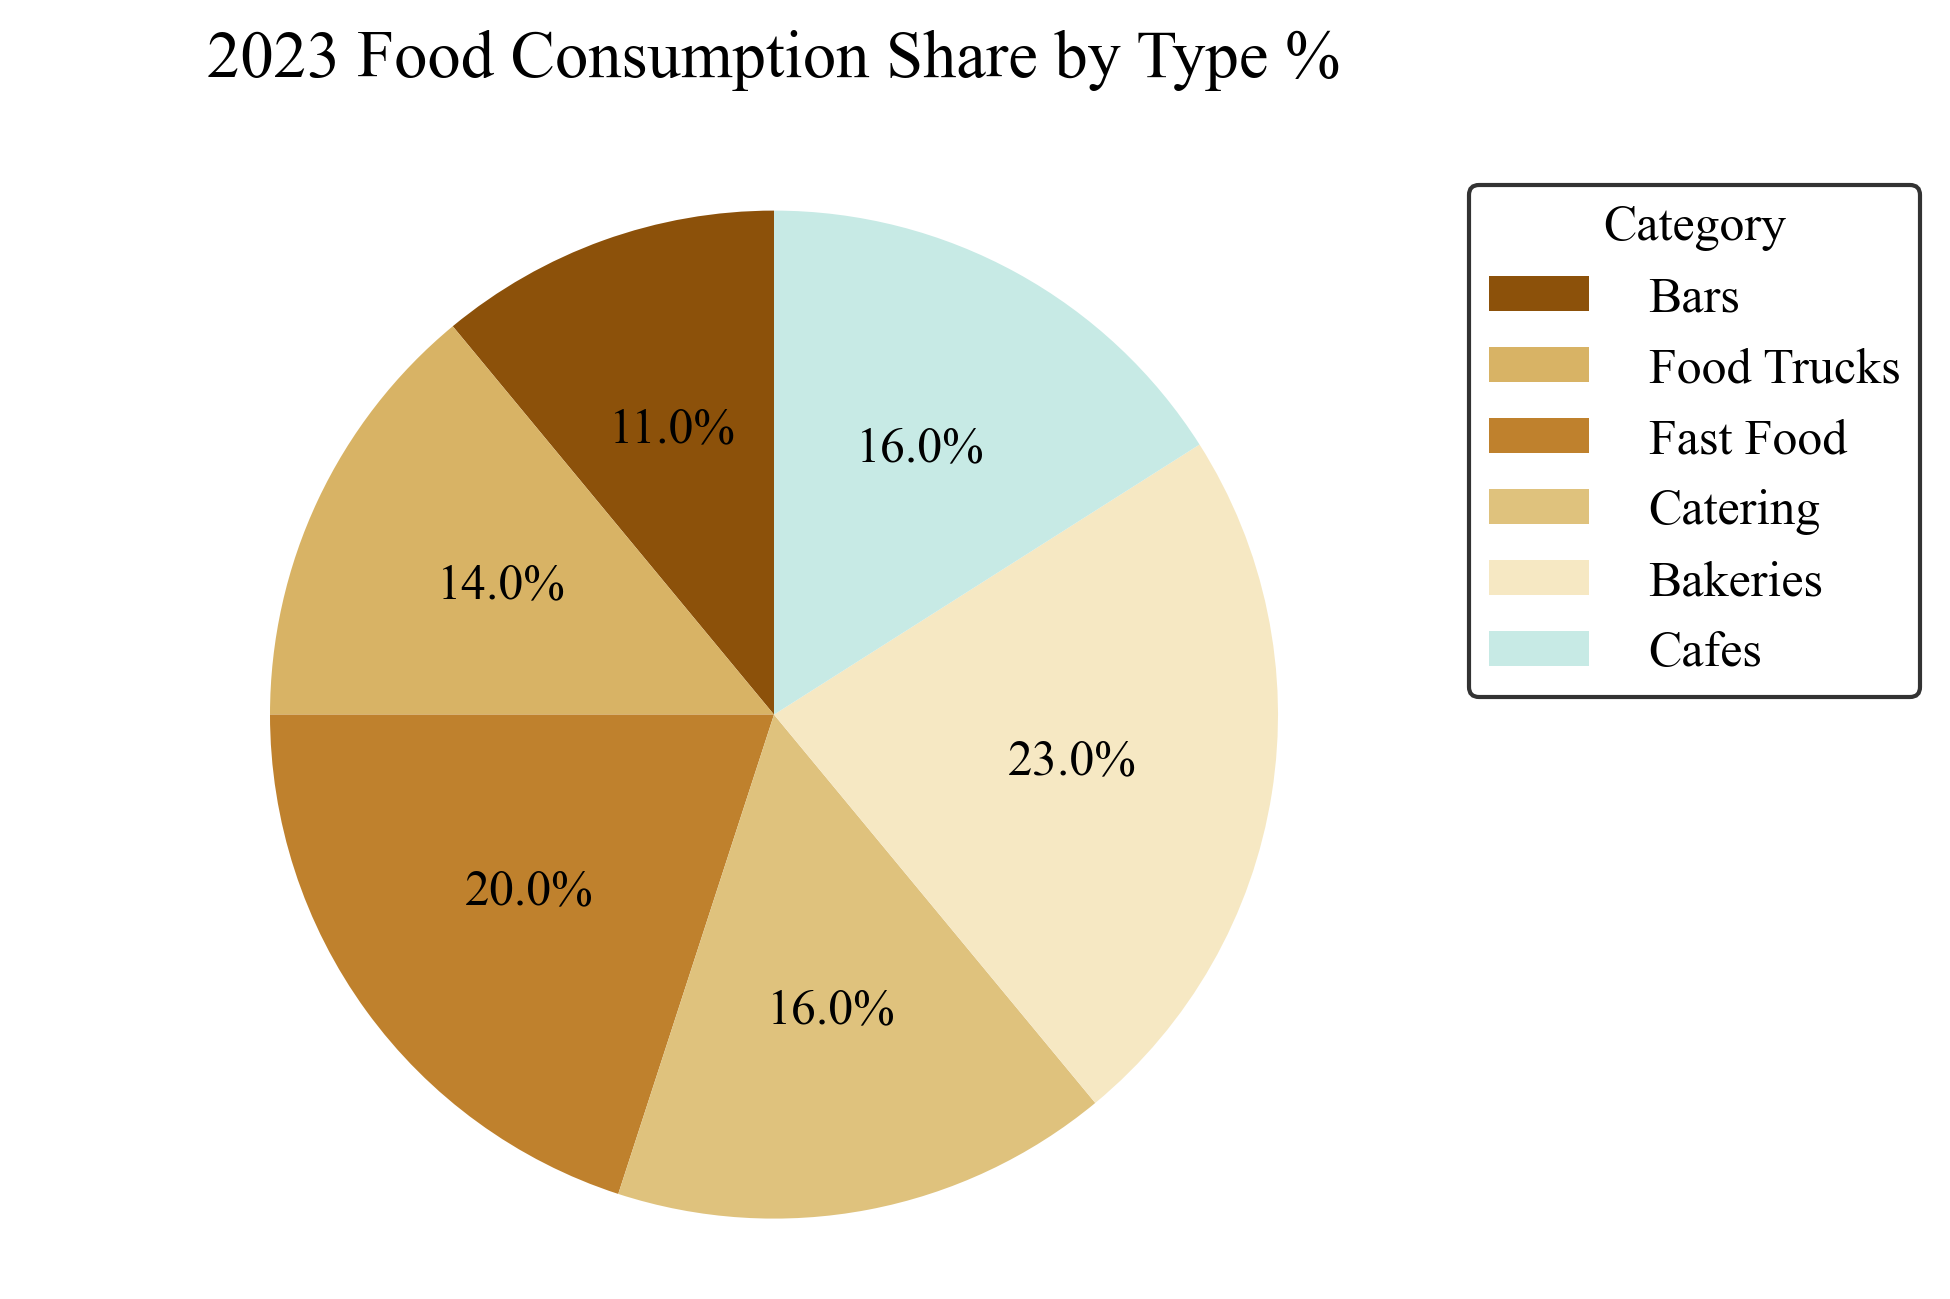 2023 Food Consumption Share by Type %
Category
Bars
Food Trucks
Fast Food
Catering
Bakeries
Cafes
11.0%
16.0%
14.0%
23.0%
20.0%
16.0%